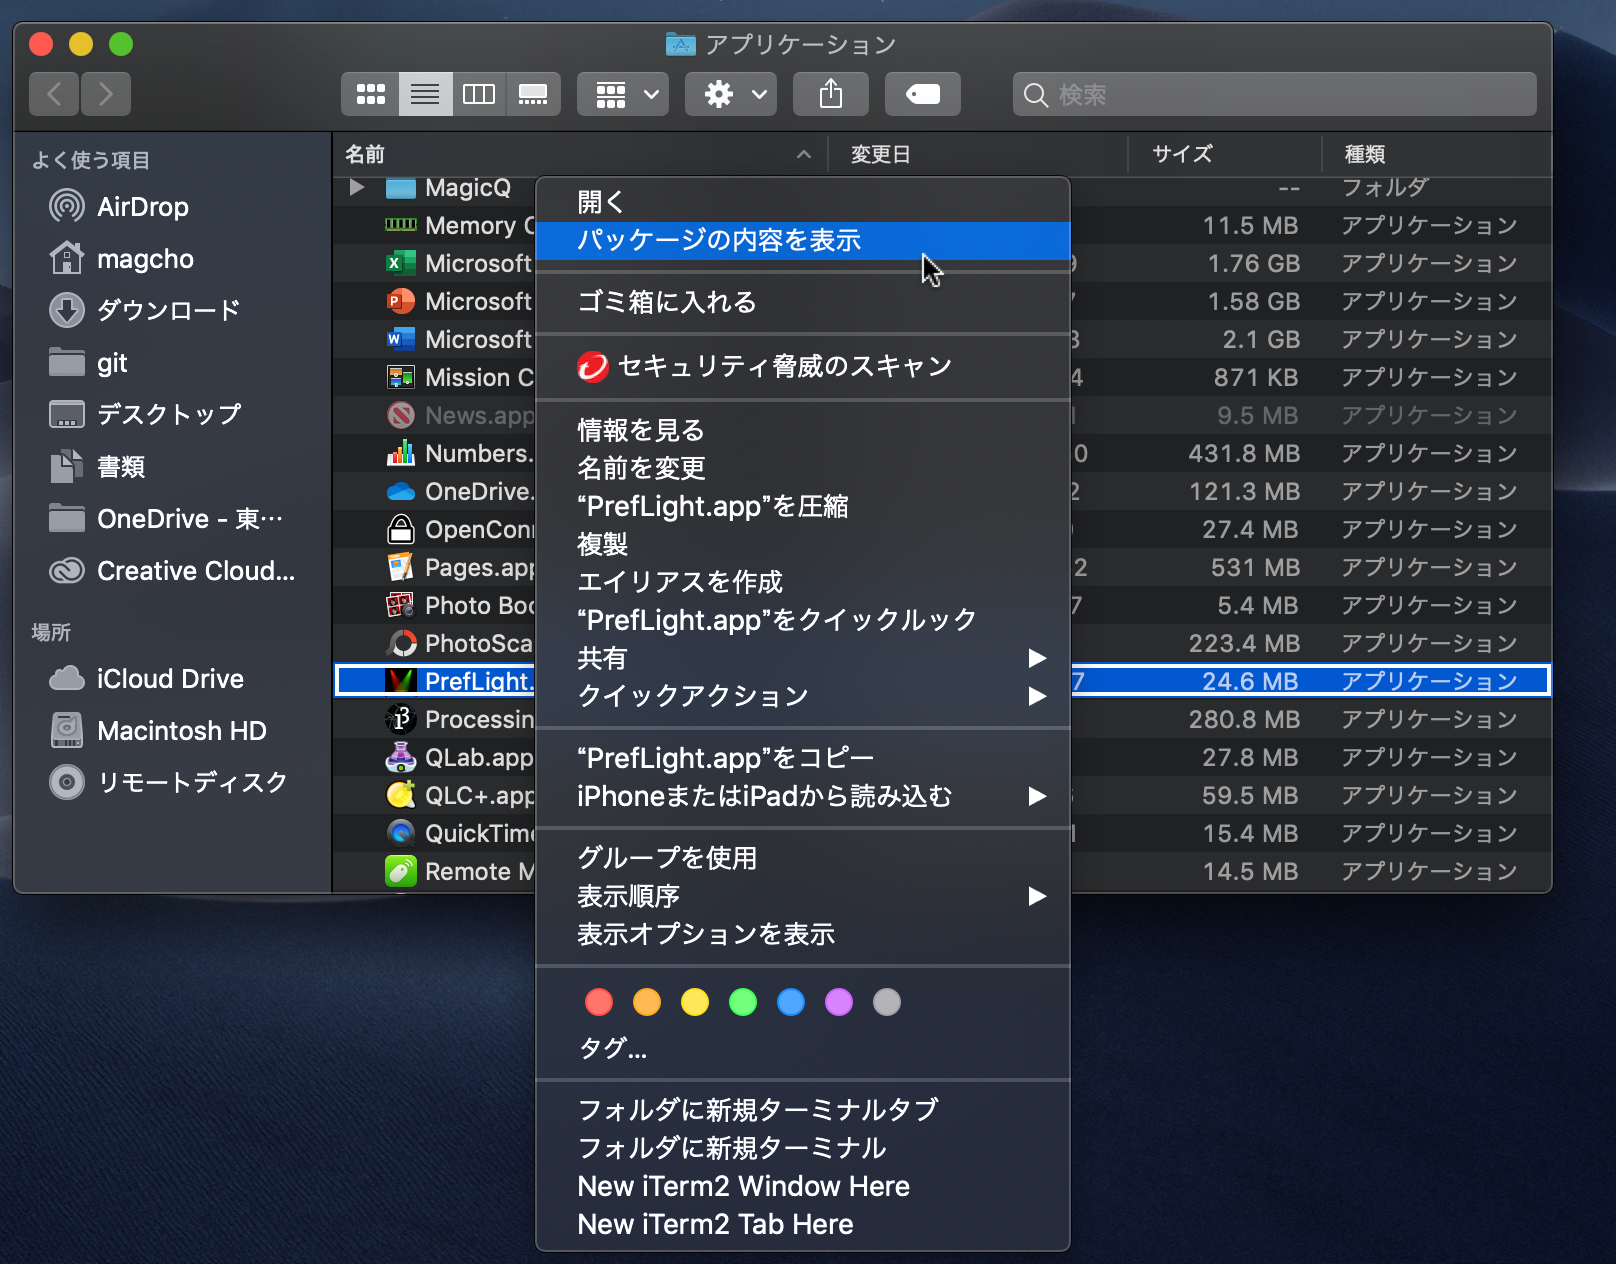 アプリケーション
検索
よく使う項目
AirDrop
magcho
ダウンロード
git
デスクトップ
書類
OneDrive - 東…
Creative Cloud...
場所
iCloud Drive
Macintosh HD
リモートディスク
名前 変更日 サイズ 種類
MagicQ -- フォルダ
Memory C 11.5 MB アプリケーション
Microsoft 9 1.76 GB アプリケーション
Microsoft 7 1.58 GB アプリケーション
Microsoft 3 2.1 GB アプリケーション
Mission C 4 871 KB アプリケーション
News.app 9.5 MB アプリケーション
Numbers. 0 431.8 MB アプリケーション
OneDrive. 2 121.3 MB アプリケーション
OpenConn 27.4 MB アプリケーション
Pages.app 2 531 MB アプリケーション
Photo Boo 7 5.4 MB アプリケーション
PhotoSca 223.4 MB アプリケーション
PrefLight. 7 24.6 MB アプリケーション
Processin 280.8 MB アプリケーション
QLab.app 27.8 MB アプリケーション
QLC+.app 59.5 MB アプリケーション
QuickTime 15.4 MB アプリケーション
Remote M 14.5 MB アプリケーション
開く
パッケージの内容を表示
ゴミ箱に入れる
セキュリティ脅威のスキャン
情報を見る
名前を変更
“PrefLight.app”を圧縮
複製
エイリアスを作成
“PrefLight.app”をクイックルック
共有
クイックアクション
“PrefLight.app”をコピー
iPhoneまたはiPadから読み込む
グループを使用
表示順序
表示オプションを表示
タグ...
フォルダに新規ターミナルタブ
フォルダに新規ターミナル
New iTerm2 Window Here
New iTerm2 Tab Here